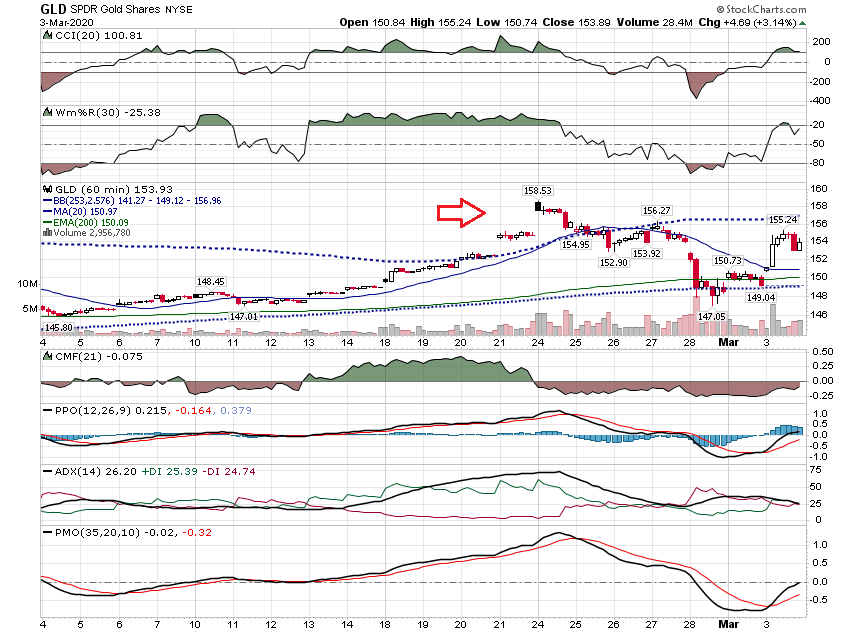 GLD SPDR Gold Shares NYSE © StockCharts.com
3-Mar-2020 Open 150.84 High 155.24 Low 150.74 Close 153.89 Volume 28.4M Chg +4.69 (+3.14%)
CCI(20) 100.81
200
0
-200
-400
Wm%R(30) -25.38
-20
-50
-80
GLD (60 min) 153.93
BB(253,2.576) 141.27 - 149.12 - 156.96
MA(20) 150.97
EMA(200) 150.09
Volume 2,956,780
160
158
156
154
152
150
148
146
10M
5M
145.80
148.45
147.01
158.53
154.95
152.90
153.92
156.27
147.05
150.73
149.04
155.24
4 5 6 7 10 11 12 13 14 18 19 20 21 24 25 26 27 28 Mar 3
CMF(21) -0.075
0.50
0.25
0.00
-0.25
PPO(12,26,9) 0.215, -0.164, 0.379
1.0
0.5
0.0
-0.5
-1.0
ADX(14) 26.20 +DI 25.39 -DI 24.74
75
50
25
0
PMO(35,20,10) -0.02, -0.32
1.0
0.5
0.0
-0.5
4 5 6 7 10 11 12 13 14 18 19 20 21 24 25 26 27 28 Mar 3